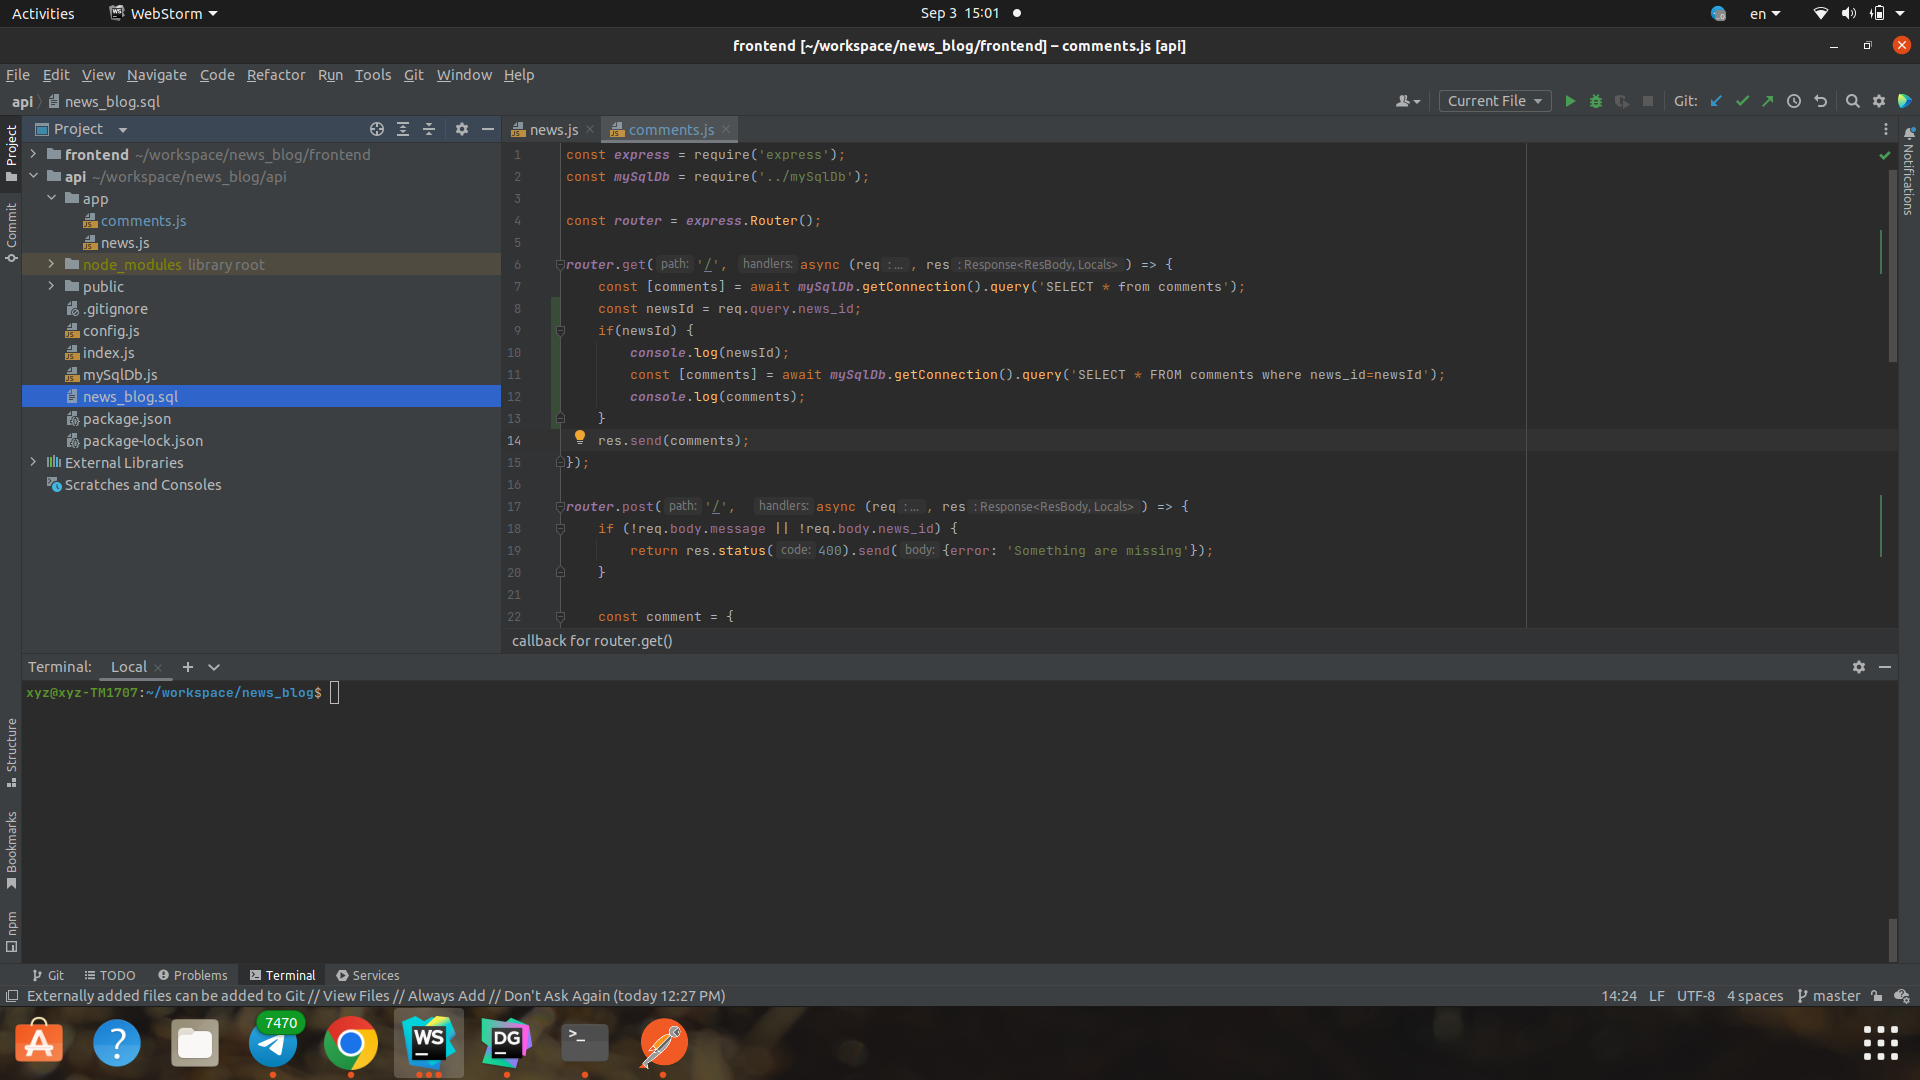 Activities WebStorm Sep 3 15:01 en
frontend [~/workspace/news_blog/frontend] – comments.js [api]
File Edit View Navigate Code Refactor Run Tools Git Window Help
api news_blog.sql Current File Git:
Project news.js comments.js
frontend ~/workspace/news_blog/frontend
api ~/workspace/news_blog/api
app
comments.js
news.js
node_modules library root
public
.gitignore
config.js
index.js
mySqlDb.js
news_blog.sql
package.json
package-lock.json
External Libraries
Scratches and Consoles
Project
Commit
Structure
Bookmarks
npm
Notifications
1 const express = require('express');
2 const mySqlDb = require('../mySqlDb');
3
4 const router = express.Router();
5
6 router.get( path: '/', handlers: async (req :... , res : Response<ResBody, Locals> ) => {
7 const [comments] = await mySqlDb.getConnection().query('SELECT * from comments');
8 const newsId = req.query.news_id;
9 if(newsId) {
10 console.log(newsId);
11 const [comments] = await mySqlDb.getConnection().query('SELECT * FROM comments where news_id=newsId');
12 console.log(comments);
13 }
14 res.send(comments);
15 });
16
17 router.post( path: '/', handlers: async (req :... , res : Response<ResBody, Locals> ) => {
18 if (!req.body.message || !req.body.news_id) {
19 return res.status( code: 400).send( body: {error: 'Something are missing'});
20 }
21
22 const comment = {
callback for router.get()
Terminal: Local
xyz@xyz-TM1707:~/workspace/news_blog$
Git TODO Problems Terminal Services
Externally added files can be added to Git // View Files // Always Add // Don't Ask Again (today 12:27 PM) 14:24 LF UTF-8 4 spaces master
7470
WS
DG
>_